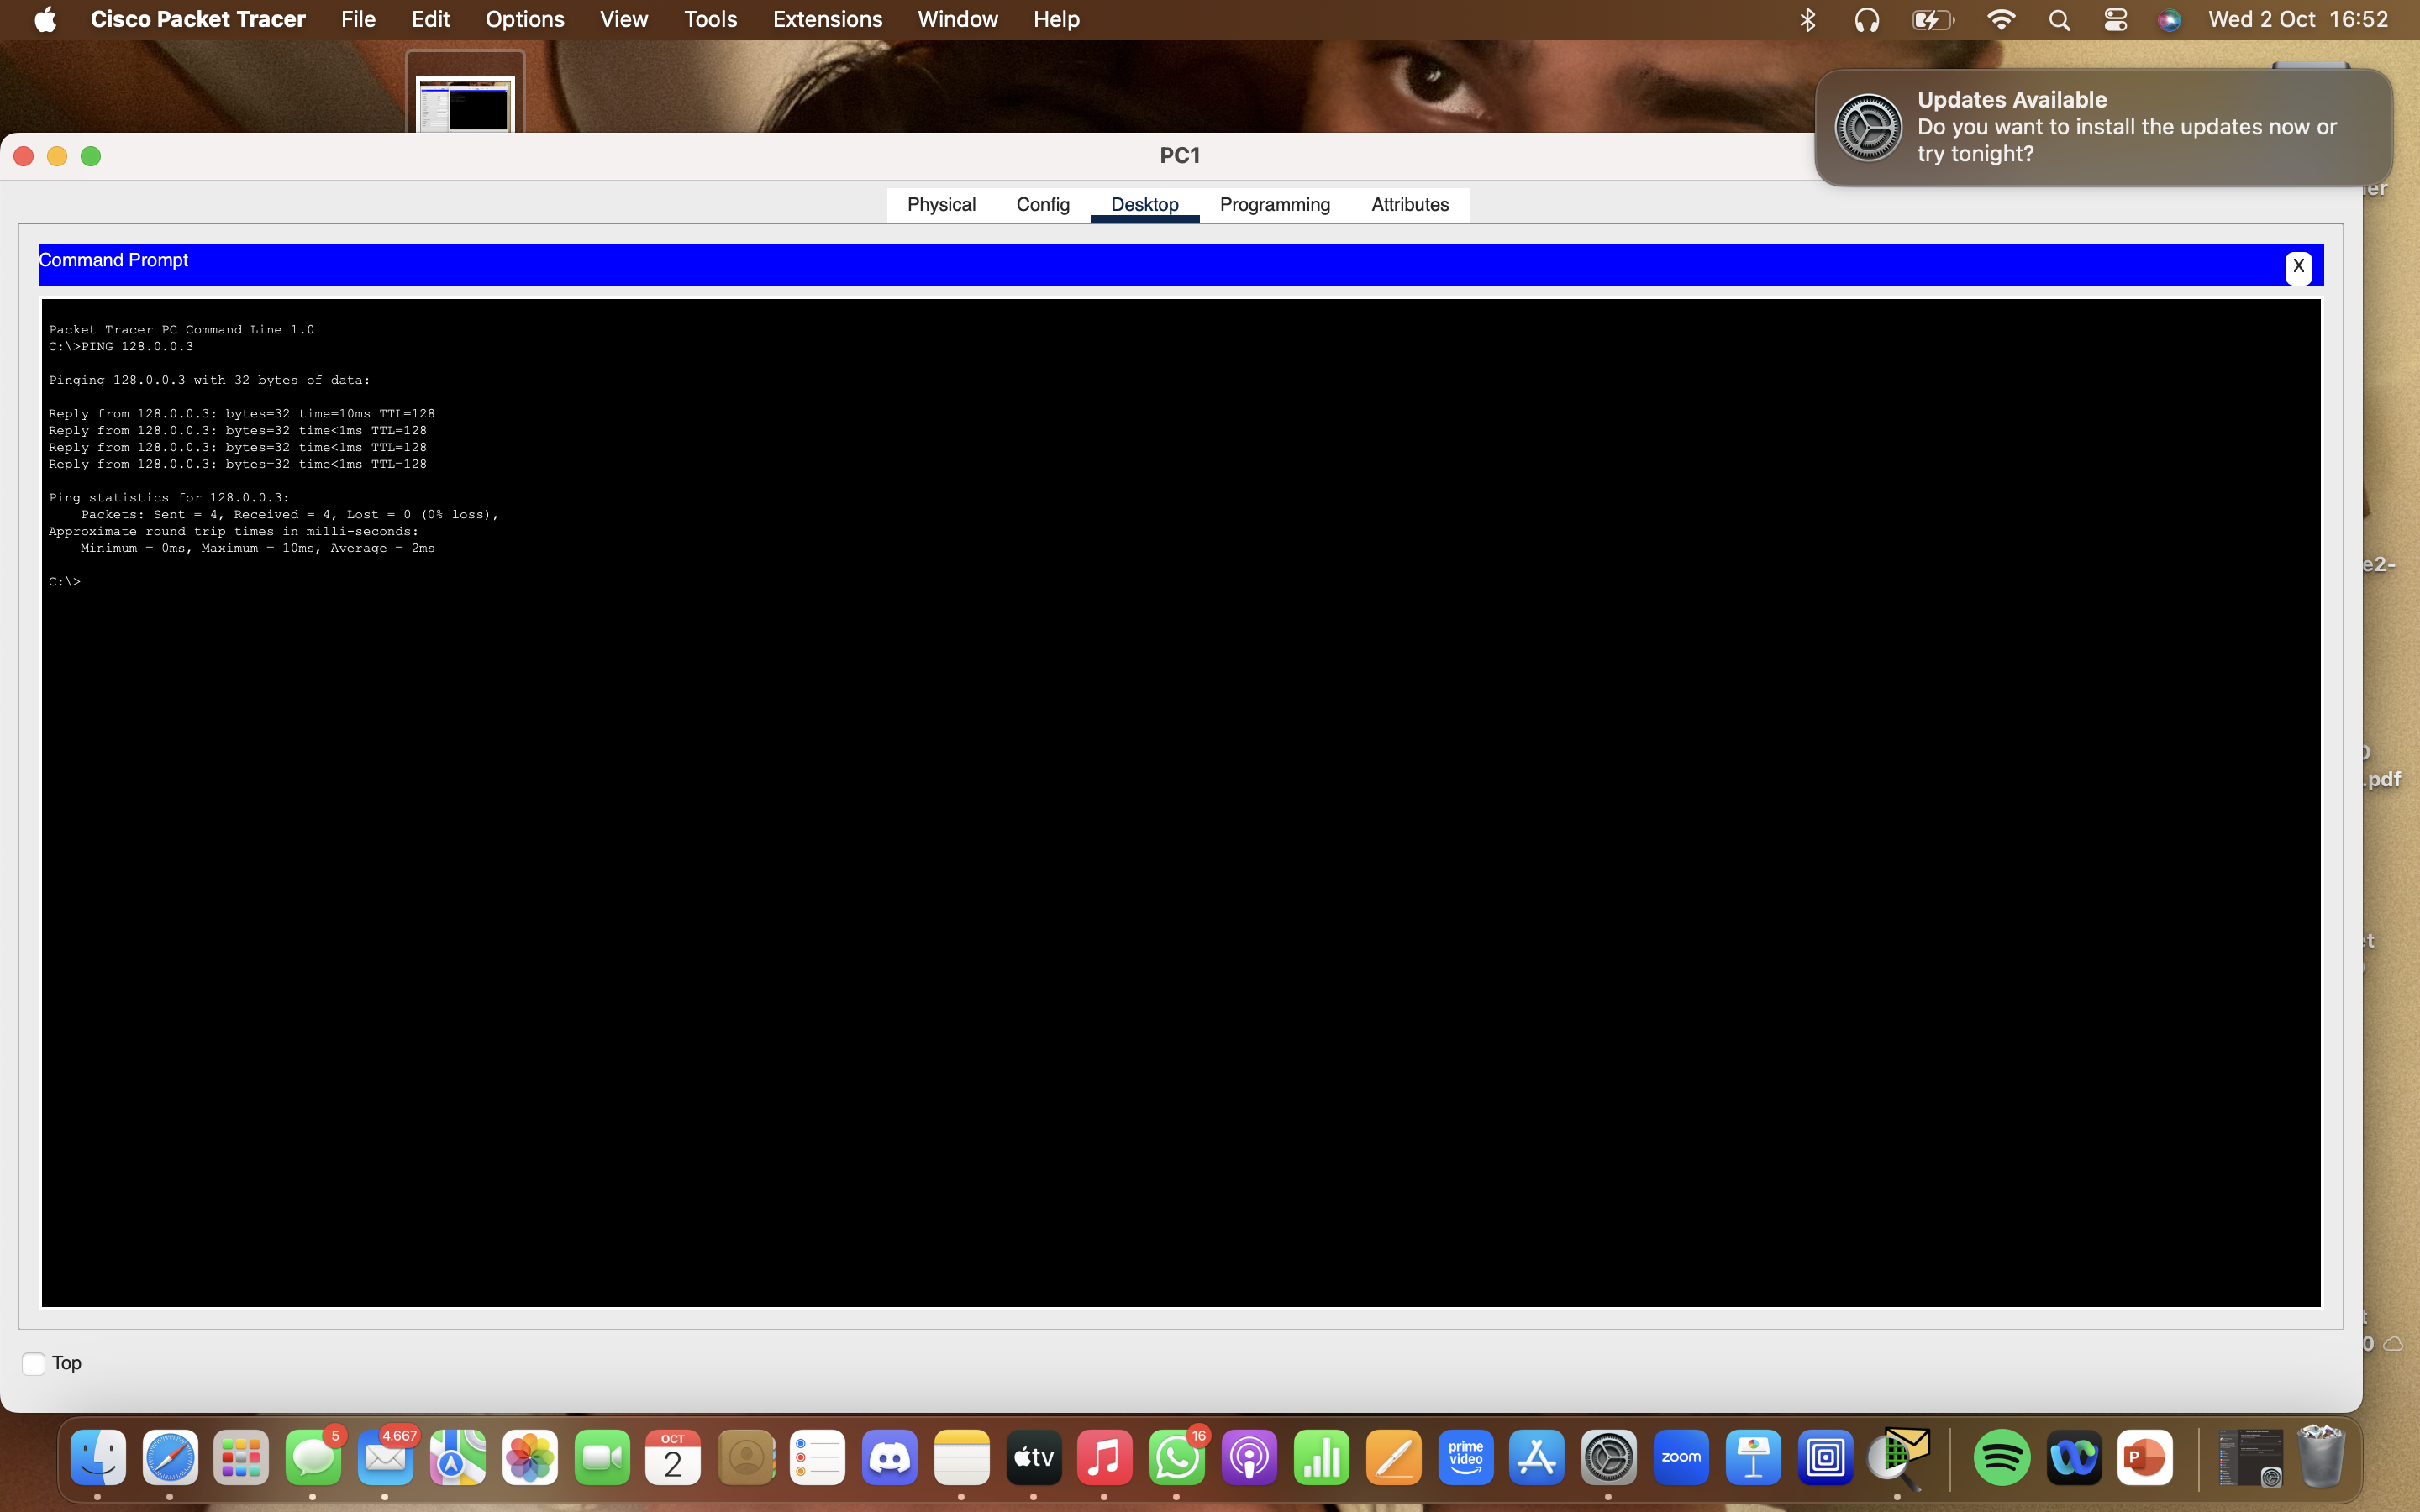 Cisco Packet Tracer File Edit Options View Tools Extensions Window Help Wed 2 Oct 16:52
Updates Available
Do you want to install the updates now or
try tonight?
PC1
er
Physical Config Desktop Programming Attributes
Command Prompt X
Packet Tracer PC Command Line 1.0
C:\>PING 128.0.0.3
Pinging 128.0.0.3 with 32 bytes of data:
Reply from 128.0.0.3: bytes=32 time=10ms TTL=128
Reply from 128.0.0.3: bytes=32 time<1ms TTL=128
Reply from 128.0.0.3: bytes=32 time<1ms TTL=128
Reply from 128.0.0.3: bytes=32 time<1ms TTL=128
Ping statistics for 128.0.0.3:
Packets: Sent = 4, Received = 4, Lost = 0 (0% loss),
Approximate round trip times in milli-seconds:
Minimum = 0ms, Maximum = 10ms, Average = 2ms
C:\>
e2-
.pdf
et
0
Top
5 4.667 OCT 2 tv 16 prime video zoom P